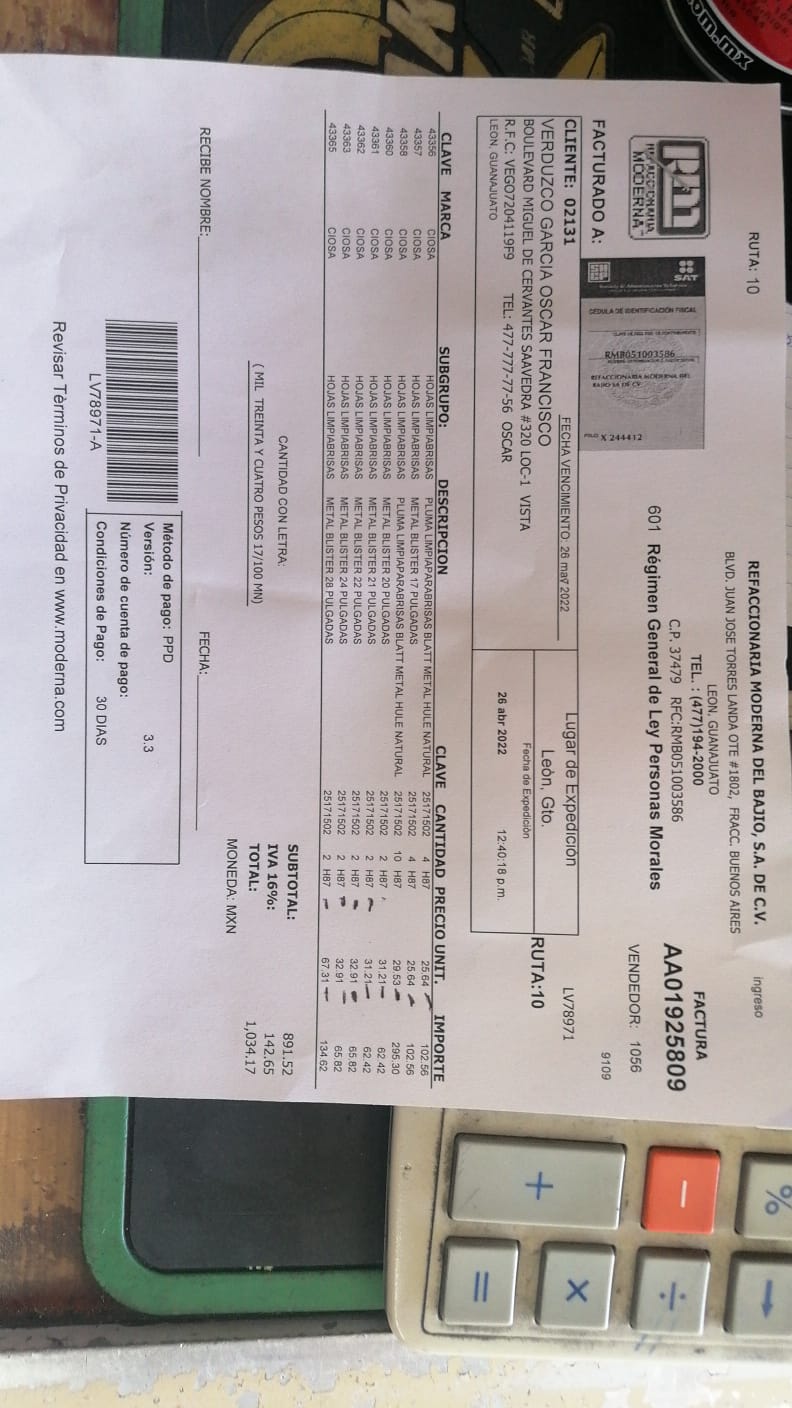 RUTA: 10
REFACCIONARIA MODERNA DEL BAJIO, S.A. DE C.V.
ingreso
BLVD. JUAN JOSE TORRES LANDA OTE #1802, FRACC. BUENOS AIRES
LEON, GUANAJUATO
TEL. : (477)194-2000
C.P. 37479 RFC:RMB051003586
601 Régimen General de Ley Personas Morales
FACTURA
AA01925809
VENDEDOR: 1056
9109
RM
REFACCIONARIA
MODERNA
SAT
CEDULA DE IDENTIFICACIÓN FISCAL
RMB051003586
REFACCIONARIA MODERNA DEL
BAJIO SA DE CV
FOLIO X 244412
FACTURADO A:
CLIENTE: 02131
FECHA VENCIMIENTO: 26 may 2022
VERDUZCO GARCIA OSCAR FRANCISCO
BOULEVARD MIGUEL DE CERVANTES SAAVEDRA #320 LOC-1 VISTA
R.F.C: VEGO7204119F9 TEL: 477-777-77-56 OSCAR
LEON, GUANAJUATO
Lugar de Expedición
León, Gto.
Fecha de Expedición
26 abr 2022 12:40:18 p.m.
LV78971
RUTA:10
CLAVE MARCA SUBGRUPO: DESCRIPCION CLAVE CANTIDAD PRECIO UNIT. IMPORTE
43356 CIOSA HOJAS LIMPIABRISAS PLUMA LIMPIAPARABRISAS BLATT METAL HULE NATURAL 25171502 4 H87 25.64 102.56
43357 CIOSA HOJAS LIMPIABRISAS METAL BLISTER 17 PULGADAS 25171502 4 H87 25.64 102.56
43358 CIOSA HOJAS LIMPIABRISAS PLUMA LIMPIAPARABRISAS BLATT METAL HULE NATURAL 25171502 10 H87 29.53 295.30
43360 CIOSA HOJAS LIMPIABRISAS METAL BLISTER 20 PULGADAS 25171502 2 H87 31.21 62.42
43361 CIOSA HOJAS LIMPIABRISAS METAL BLISTER 21 PULGADAS 25171502 2 H87 31.21 62.42
43362 CIOSA HOJAS LIMPIABRISAS METAL BLISTER 22 PULGADAS 25171502 2 H87 32.91 65.82
43363 CIOSA HOJAS LIMPIABRISAS METAL BLISTER 24 PULGADAS 25171502 2 H87 32.91 65.82
43365 CIOSA HOJAS LIMPIABRISAS METAL BLISTER 28 PULGADAS 25171502 2 H87 67.31 134.62
CANTIDAD CON LETRA:
( MIL TREINTA Y CUATRO PESOS 17/100 MN)
SUBTOTAL: 891.52
IVA 16%: 142.65
TOTAL: 1,034.17
MONEDA: MXN
RECIBE NOMBRE:
FECHA:
LV78971-A
Método de pago: PPD
Versión: 3.3
Número de cuenta de pago:
Condiciones de Pago: 30 DIAS
Revisar Tèrminos de Privacidad en www.moderna.com
om.mx
%
−
÷
+
×
=